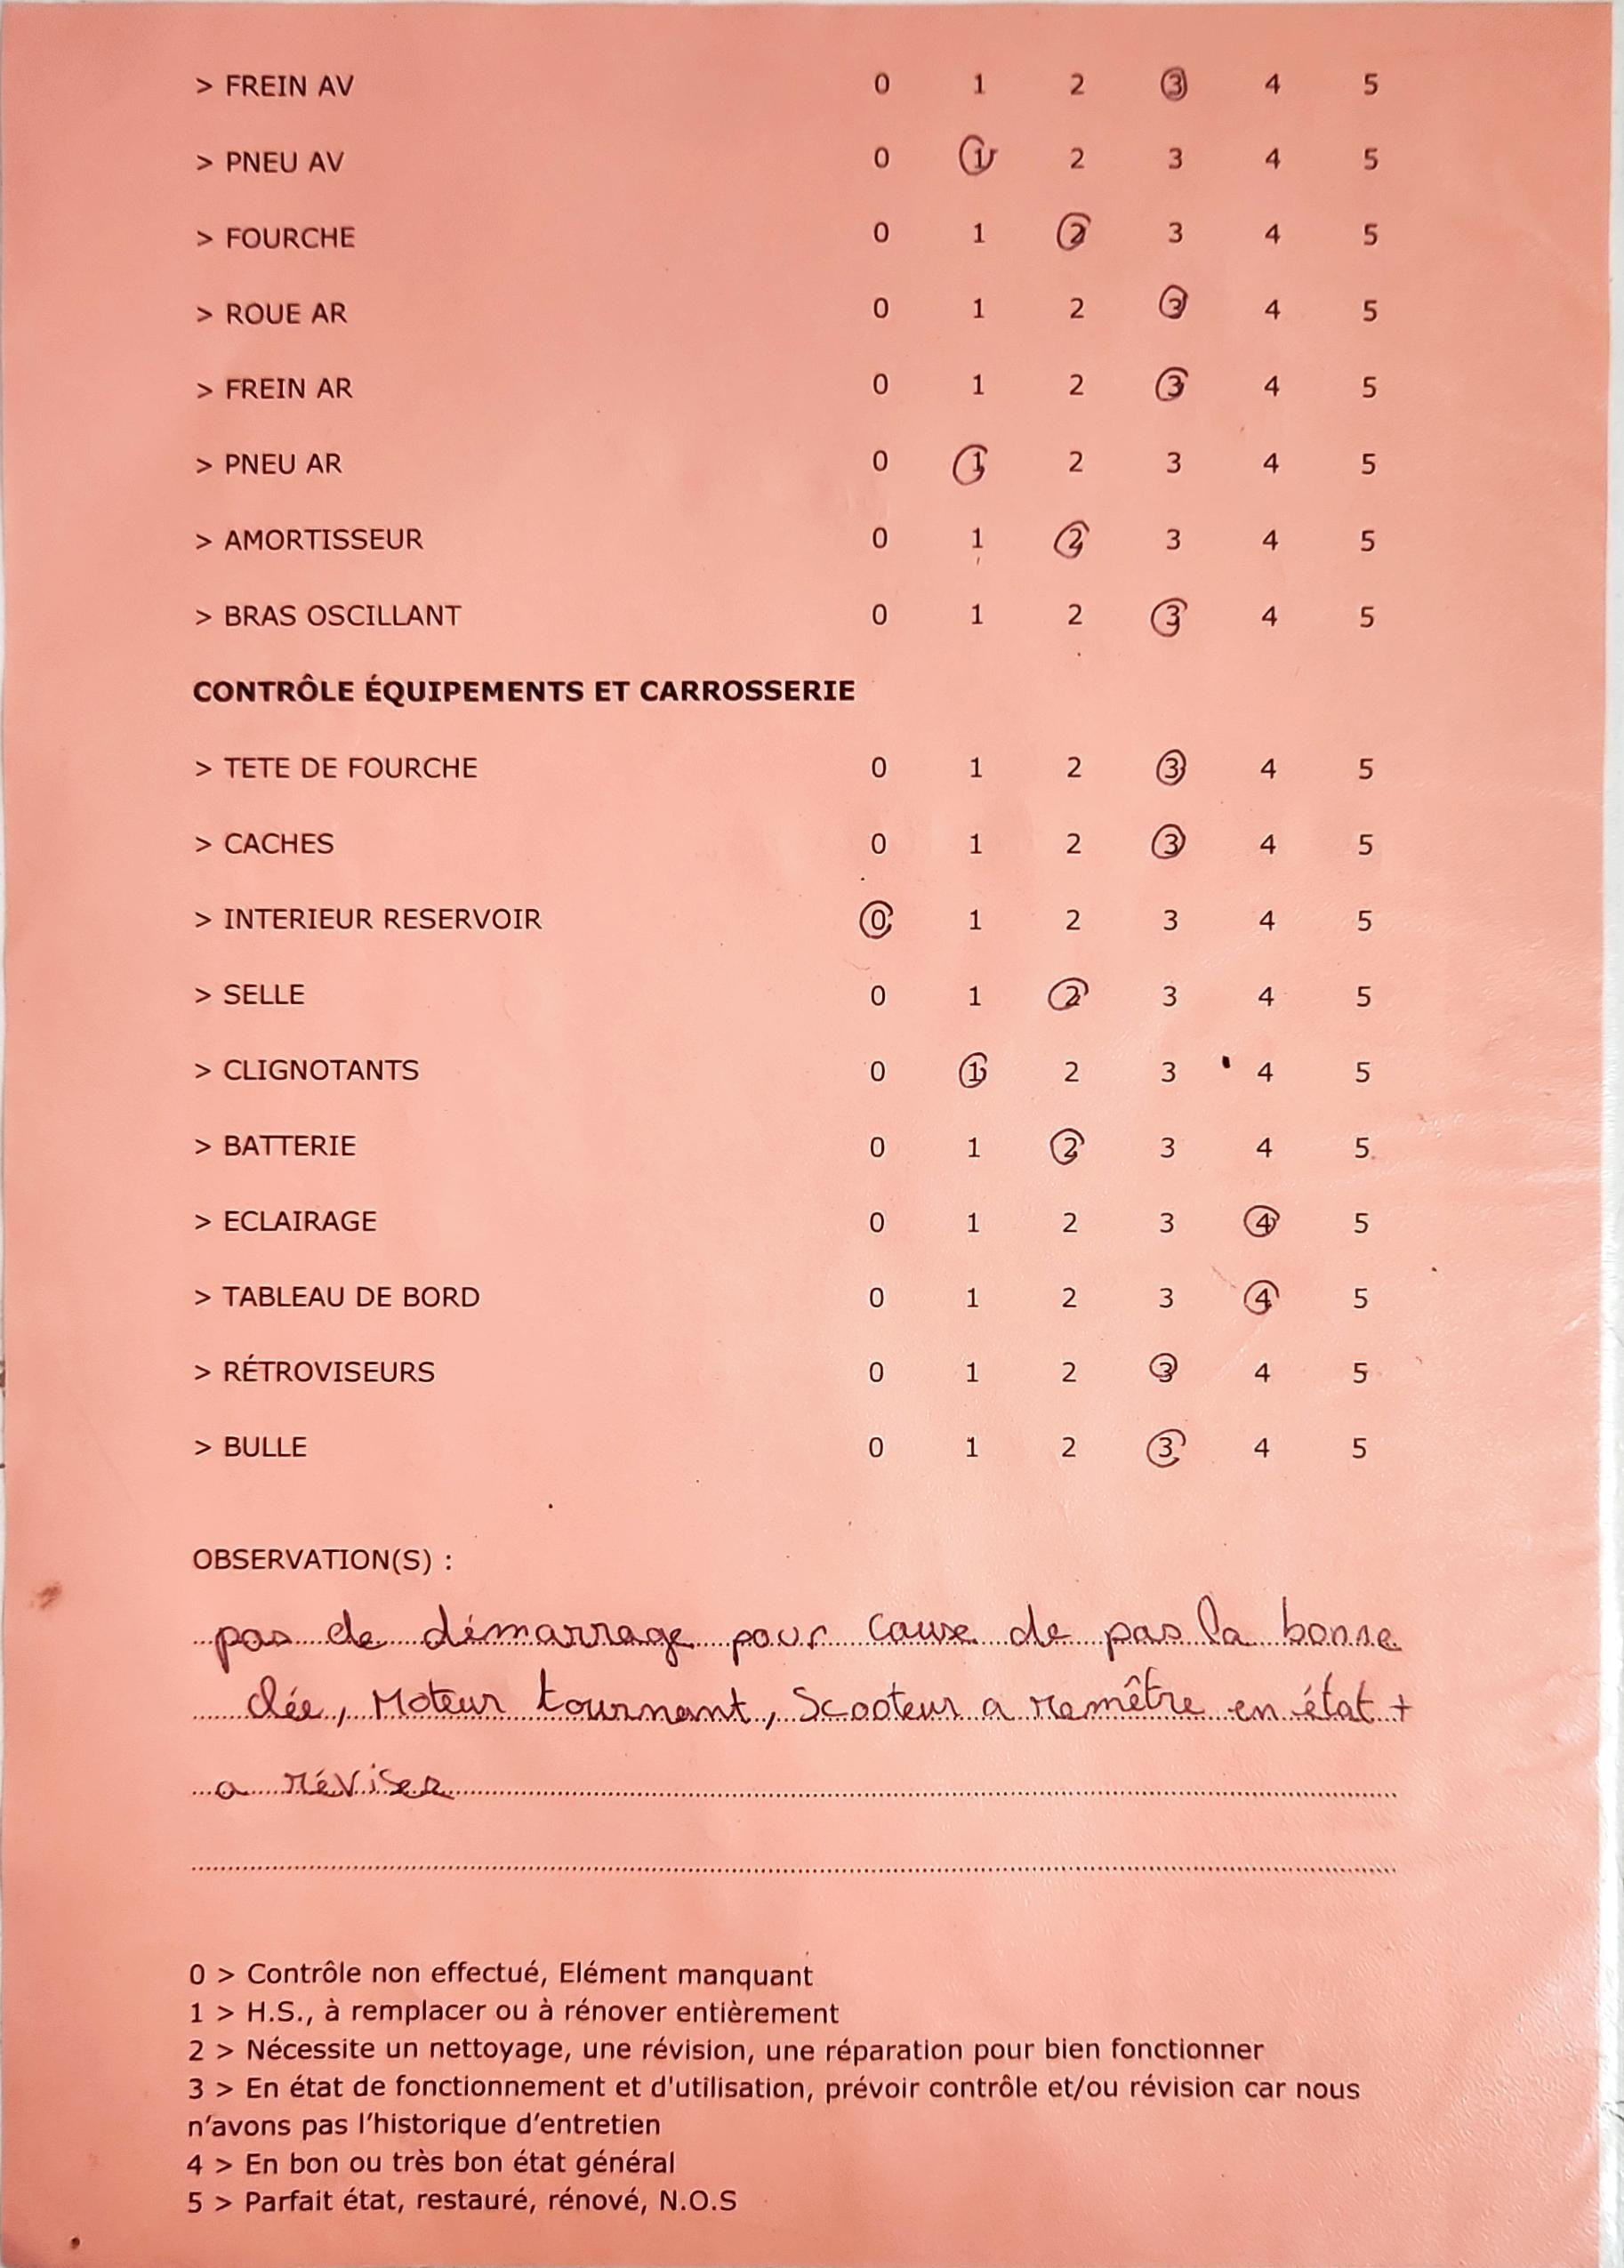 > FREIN AV 0 1 2 3 4 5
> PNEU AV 0 1 2 3 4 5
> FOURCHE 0 1 2 3 4 5
> ROUE AR 0 1 2 3 4 5
> FREIN AR 0 1 2 3 4 5
> PNEU AR 0 1 2 3 4 5
> AMORTISSEUR 0 1 2 3 4 5
> BRAS OSCILLANT 0 1 2 3 4 5
CONTRÔLE ÉQUIPEMENTS ET CARROSSERIE
> TETE DE FOURCHE 0 1 2 3 4 5
> CACHES 0 1 2 3 4 5
> INTERIEUR RESERVOIR 0 1 2 3 4 5
> SELLE 0 1 2 3 4 5
> CLIGNOTANTS 0 1 2 3 4 5
> BATTERIE 0 1 2 3 4 5
> ECLAIRAGE 0 1 2 3 4 5
> TABLEAU DE BORD 0 1 2 3 4 5
> RÉTROVISEURS 0 1 2 3 4 5
> BULLE 0 1 2 3 4 5
OBSERVATION(S) :
pas de démarrage pour cause de pas la bonne
clée, Moteur tournant, Scooteur a remêtre en état +
a réviser
0 > Contrôle non effectué, Elément manquant
1 > H.S., à remplacer ou à rénover entièrement
2 > Nécessite un nettoyage, une révision, une réparation pour bien fonctionner
3 > En état de fonctionnement et d'utilisation, prévoir contrôle et/ou révision car nous
n'avons pas l'historique d'entretien
4 > En bon ou très bon état général
5 > Parfait état, restauré, rénové, N.O.S